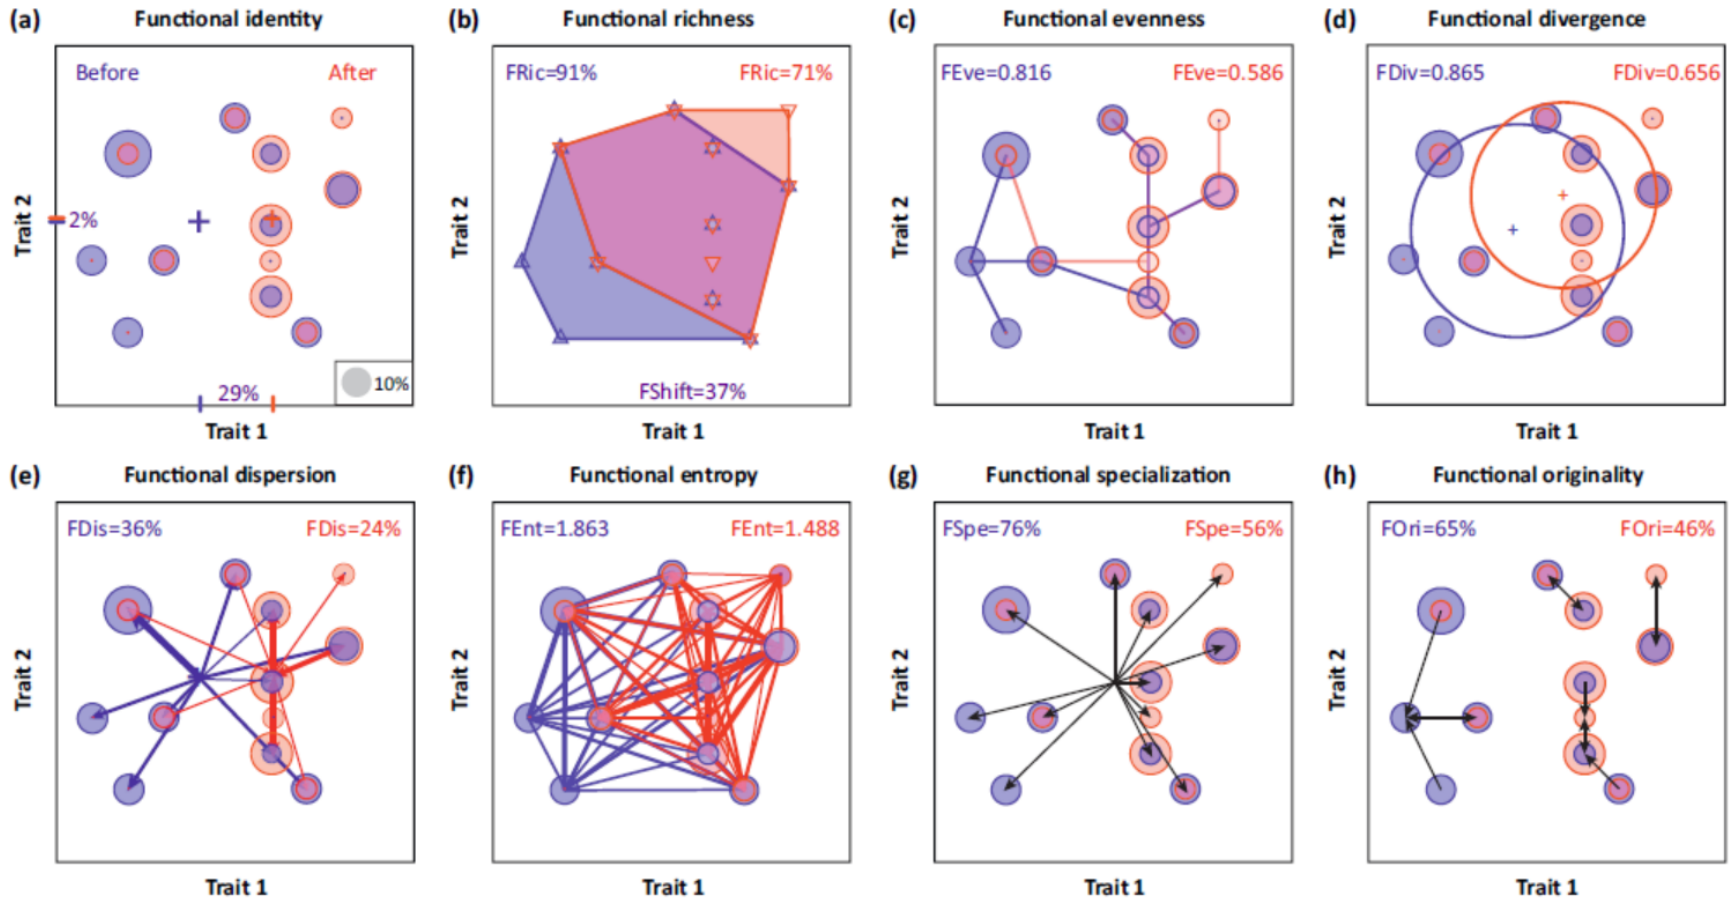 (a) Functional identity
Before After
2%
29%
10%
Trait 2
Trait 1
(b) Functional richness
FRic=91% FRic=71%
FShift=37%
Trait 2
Trait 1
(c) Functional evenness
FEve=0.816 FEve=0.586
Trait 2
Trait 1
(d) Functional divergence
FDiv=0.865 FDiv=0.656
Trait 2
Trait 1
(e) Functional dispersion
FDis=36% FDis=24%
Trait 2
Trait 1
(f) Functional entropy
FEnt=1.863 FEnt=1.488
Trait 2
Trait 1
(g) Functional specialization
FSpe=76% FSpe=56%
Trait 2
Trait 1
(h) Functional originality
FOri=65% FOri=46%
Trait 2
Trait 1